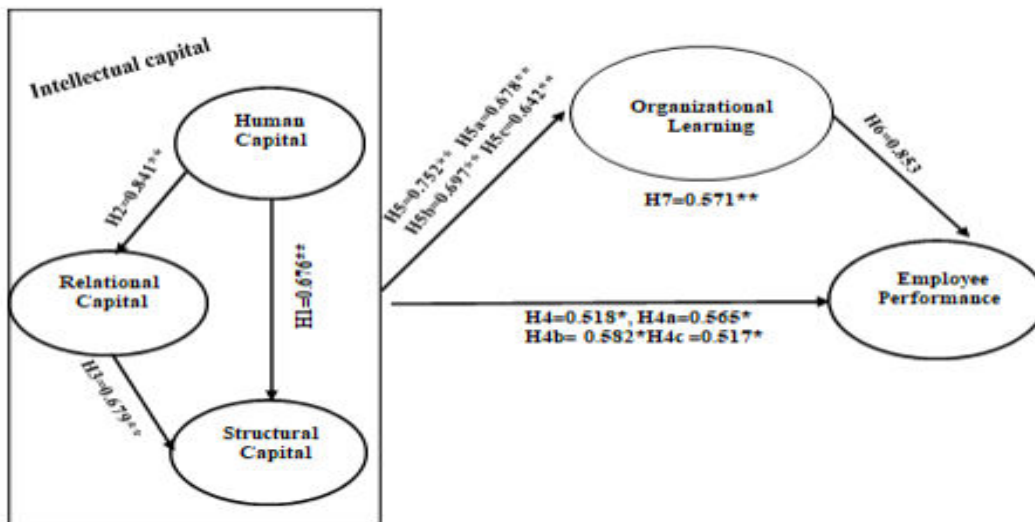 Intellectual capital
Human
Capital
H2=0.841**
H1=0.676**
Relational
Capital
H3=0.679**
Structural
Capital
H5=0.752** H5a=0.678**
H5b=0.697** H5c=0.642**
Organizational
Learning
H7=0.571**
H6=0.853
Employee
Performance
H4=0.518*, H4a=0.565*
H4b= 0.582*H4c =0.517*